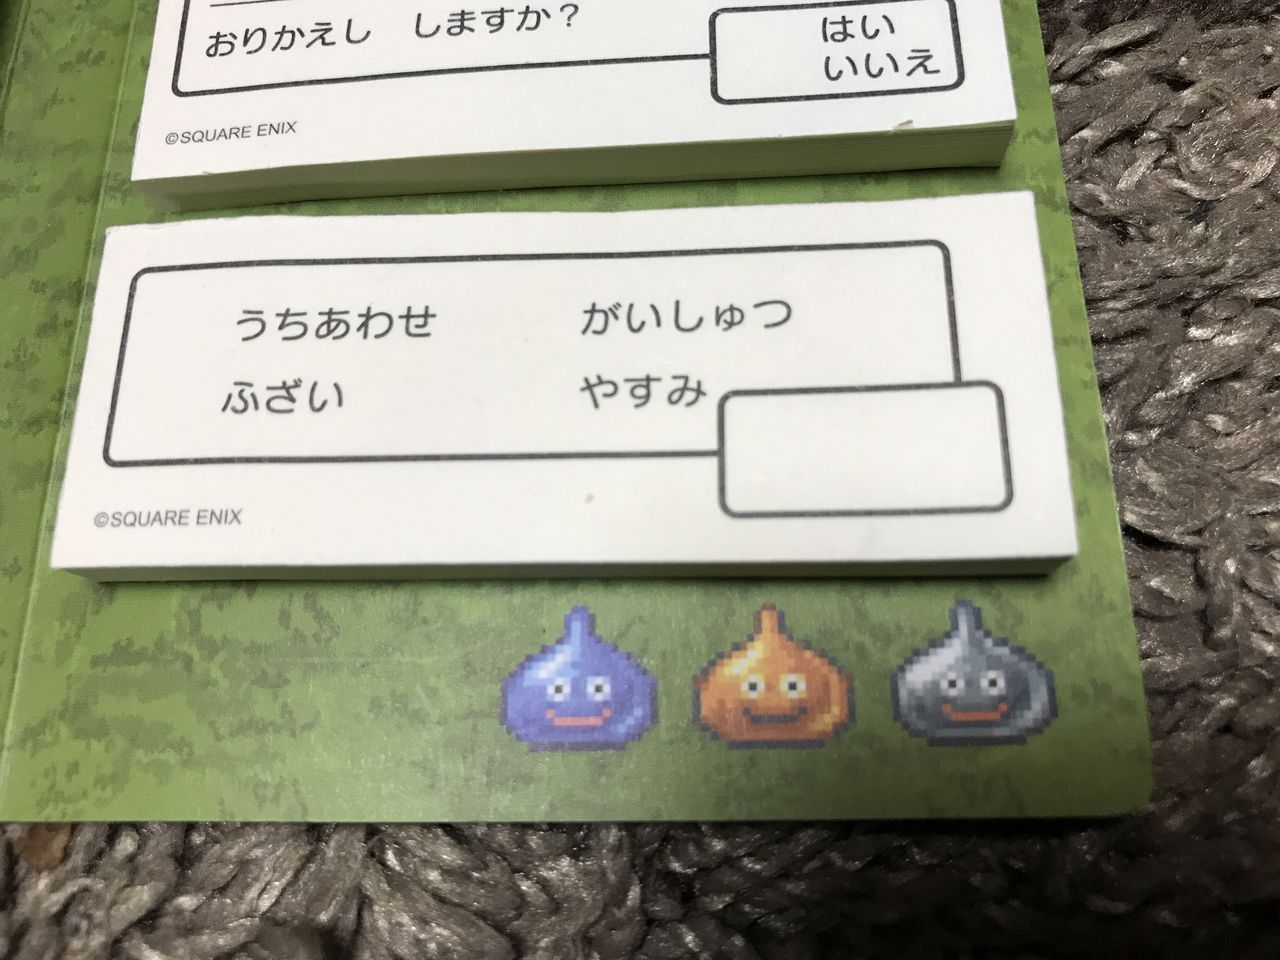 おりかえし　しますか？
はい
いいえ
©SQUARE ENIX
うちあわせ　がいしゅつ
ふざい　やすみ
©SQUARE ENIX